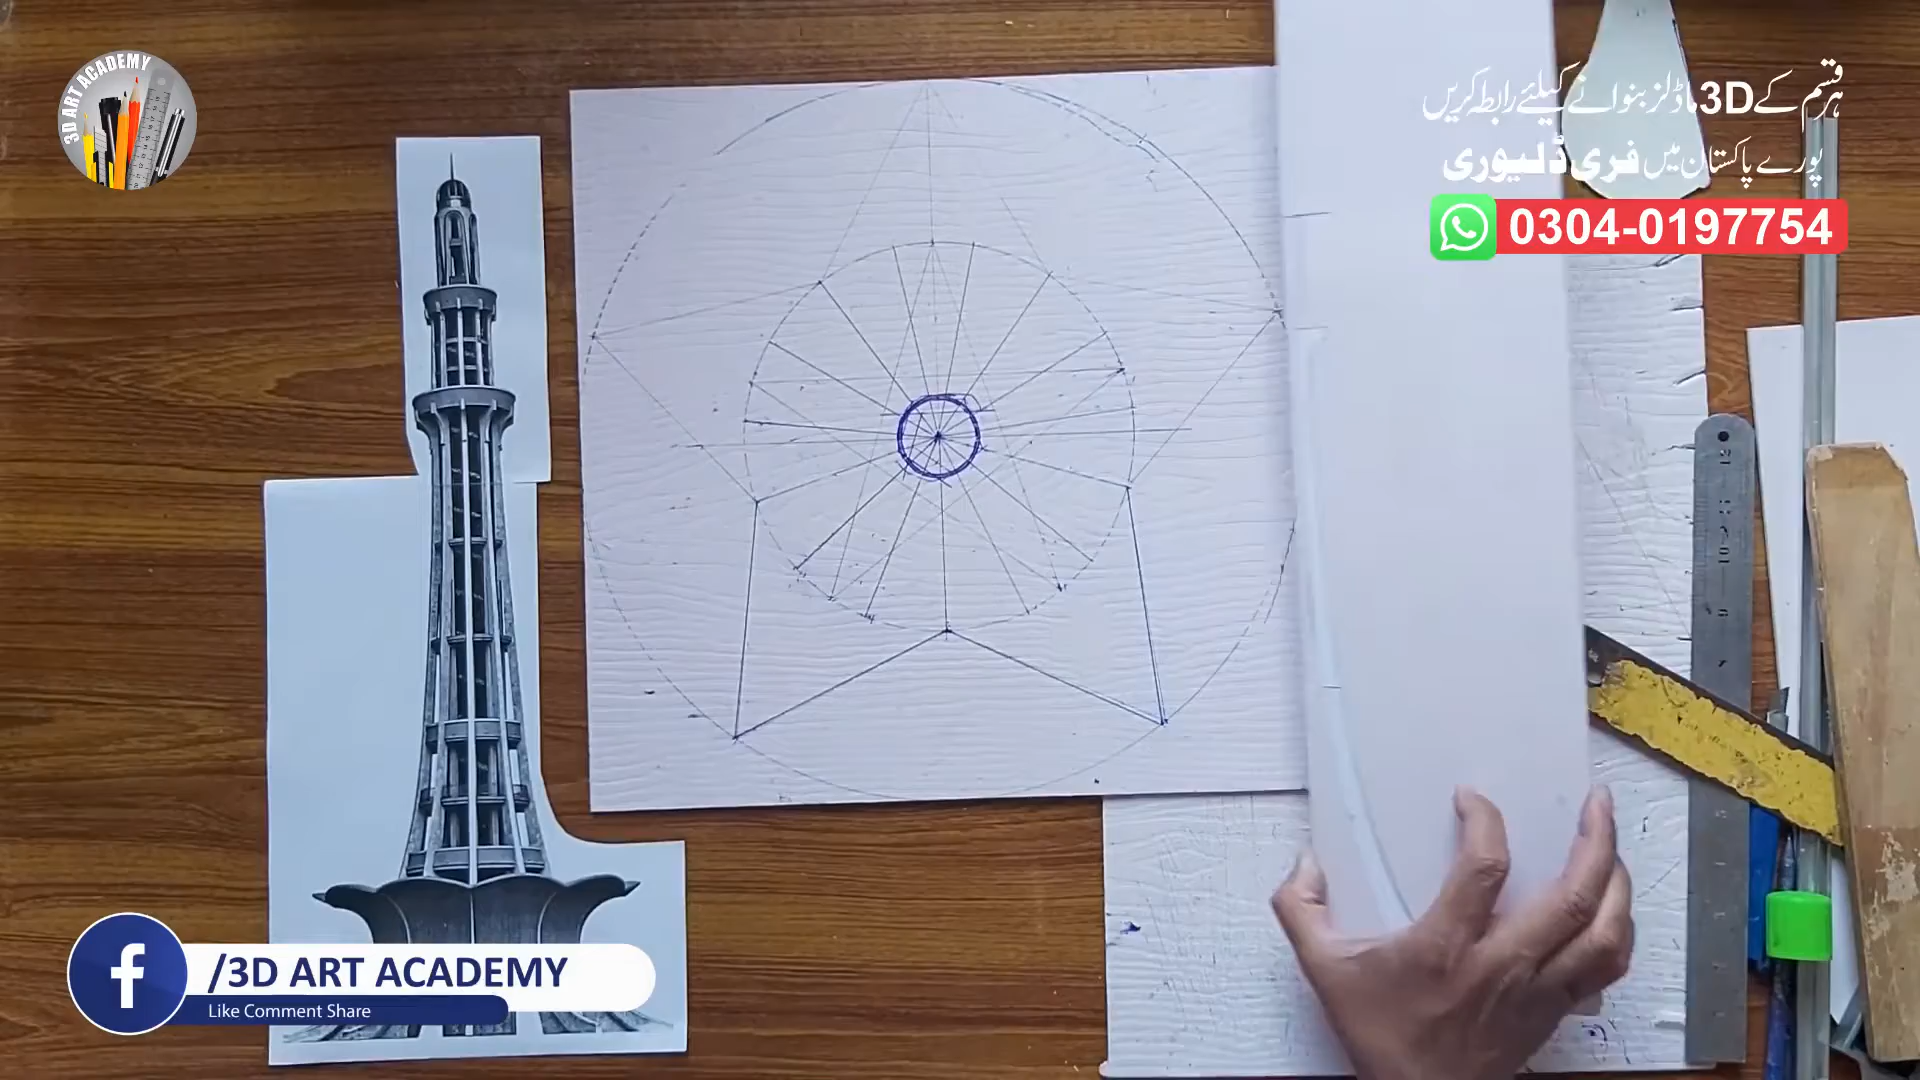 3D ART ACADEMY
ہر قسم کے 3D ماڈلز بنوانے کیلئے رابطہ کریں
پورے پاکستان میں فری ڈلیوری
0304-0197754
/3D ART ACADEMY
Like Comment Share